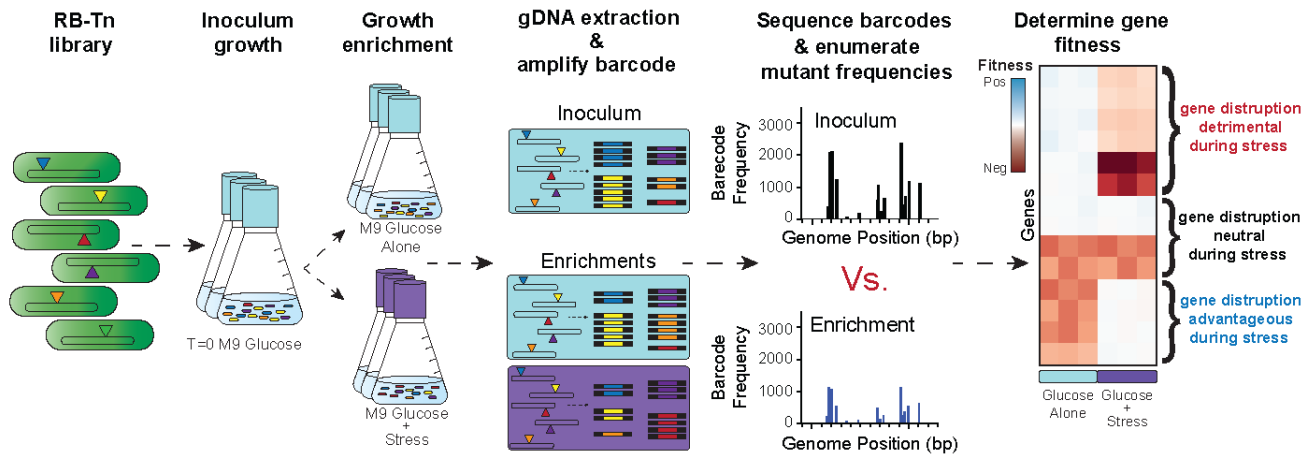 RB-Tn
library
Inoculum
growth
T=0 M9 Glucose
Growth
enrichment
M9 Glucose
Alone
M9 Glucose
+
Stress
gDNA extraction
&
amplify barcode
Inoculum
Enrichments
Sequence barcodes
& enumerate
mutant frequencies
Barecode
Frequency
3000
2000
1000
0
Inoculum
Genome Position (bp)
Vs.
Barcode
Frequency
3000
2000
1000
0
Enrichment
Genome Position (bp)
Determine gene
fitness
Fitness
Pos
Neg
Genes
gene distruption
detrimental
during stress
gene distruption
neutral
during stress
gene distruption
advantageous
during stress
Glucose
Alone
Glucose
+
Stress